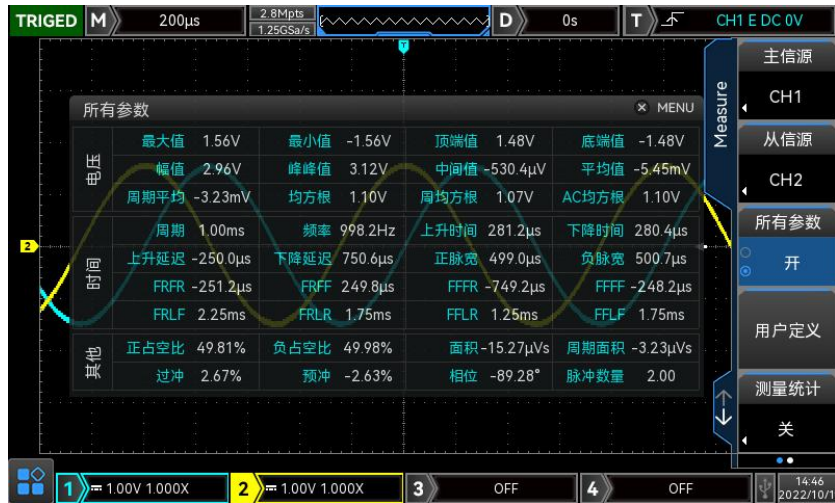 TRIGED M 200μs 2.8Mpts D 0s T CH1 E DC 0V
1.25GSa/s
T
主信源
CH1
从信源
CH2
所有参数
开
用户定义
测量统计
关
Measure
所有参数 × MENU
电压
最大值 1.56V 最小值 -1.56V 顶端值 1.48V 底端值 -1.48V
幅值 2.96V 峰峰值 3.12V 中间值 -530.4μV 平均值 -5.45mV
周期平均 -3.23mV 均方根 1.10V 周均方根 1.07V AC均方根 1.10V
时间
周期 1.00ms 频率 998.2Hz 上升时间 281.2μs 下降时间 280.4μs
上升延迟 -250.0μs 下降延迟 750.6μs 正脉宽 499.0μs 负脉宽 500.7μs
FRFR -251.2μs FRFF 249.8μs FFFR -749.2μs FFFF -248.2μs
FRLF 2.25ms FRLR 1.75ms FFLR 1.25ms FFLF 1.75ms
其他
正占空比 49.81% 负占空比 49.98% 面积 -15.27μVs 周期面积 -3.23μVs
过冲 2.67% 预冲 -2.63% 相位 -89.28° 脉冲数量 2.00
2
1 1.00V 1.000X 2 1.00V 1.000X 3 OFF 4 OFF
14:46